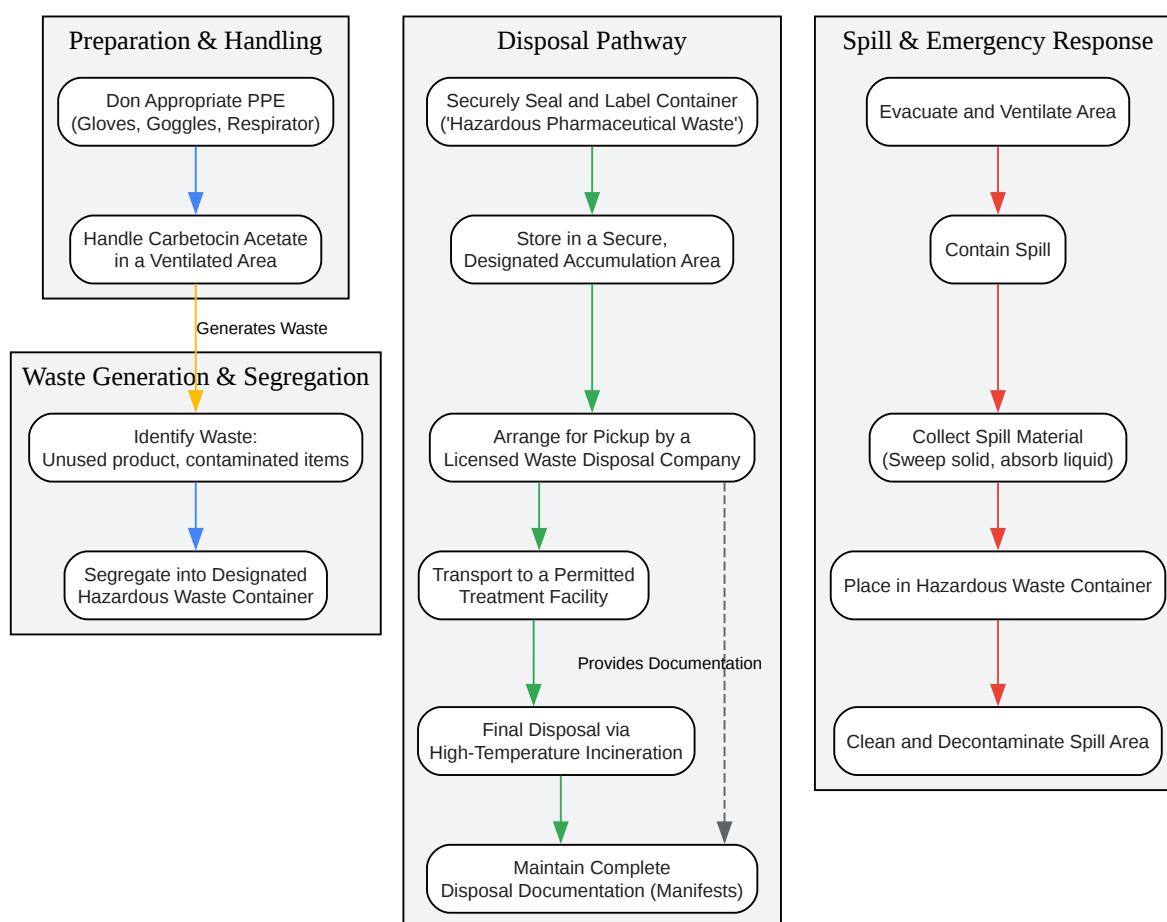 Preparation & Handling
Don Appropriate PPE
(Gloves, Goggles, Respirator)
Handle Carbetocin Acetate
in a Ventilated Area
Generates Waste
Waste Generation & Segregation
Identify Waste:
Unused product, contaminated items
Segregate into Designated
Hazardous Waste Container
Disposal Pathway
Securely Seal and Label Container
('Hazardous Pharmaceutical Waste')
Store in a Secure,
Designated Accumulation Area
Arrange for Pickup by a
Licensed Waste Disposal Company
Transport to a Permitted
Treatment Facility
Provides Documentation
Final Disposal via
High-Temperature Incineration
Maintain Complete
Disposal Documentation (Manifests)
Spill & Emergency Response
Evacuate and Ventilate Area
Contain Spill
Collect Spill Material
(Sweep solid, absorb liquid)
Place in Hazardous Waste Container
Clean and Decontaminate Spill Area